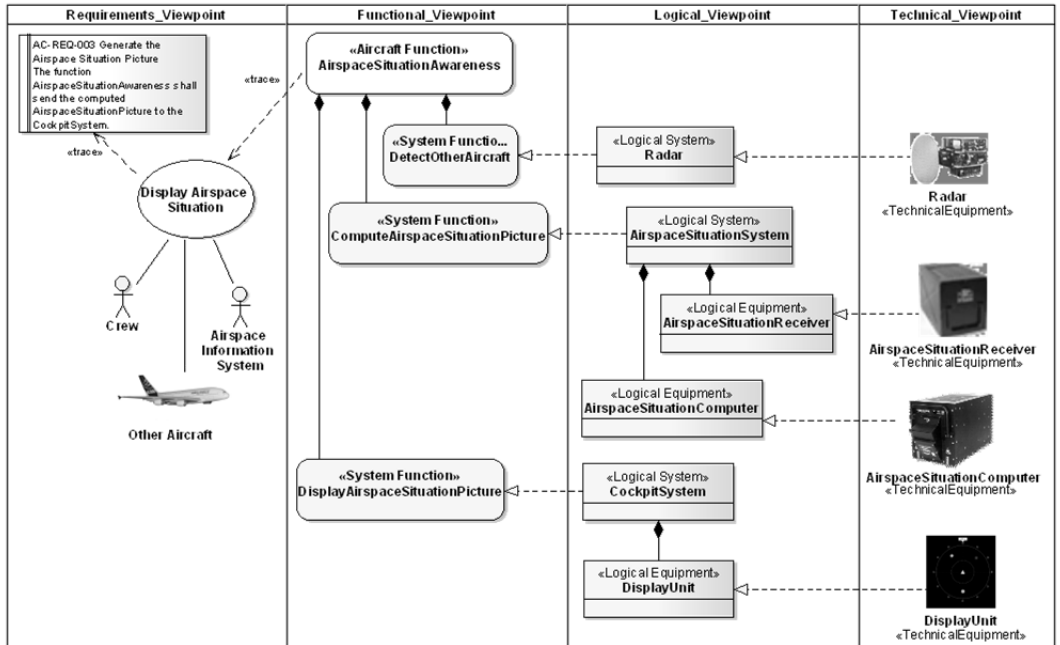 Requirements_Viewpoint
Functional_Viewpoint
Logical_Viewpoint
Technical_Viewpoint
AC-REQ-003 Generate the
Airspace Situation Picture
The function
AirspaceSituationAwareness shall
send the computed
AirspaceSituationPicture to the
CockpitSystem.
«trace»
«trace»
Display Airspace
Situation
Crew
Airspace
Information
System
Other Aircraft
«Aircraft Function»
AirspaceSituationAwareness
«System Functio...
DetectOtherAircraft
«System Function»
ComputeAirspaceSituationPicture
«System Function»
DisplayAirspaceSituationPicture
«Logical System»
Radar
«Logical System»
AirspaceSituationSystem
«Logical Equipment»
AirspaceSituationReceiver
«Logical Equipment»
AirspaceSituationComputer
«Logical System»
CockpitSystem
«Logical Equipment»
DisplayUnit
Radar
«TechnicalEquipment»
AirspaceSituationReceiver
«TechnicalEquipment»
AirspaceSituationComputer
«TechnicalEquipment»
DisplayUnit
«TechnicalEquipment»